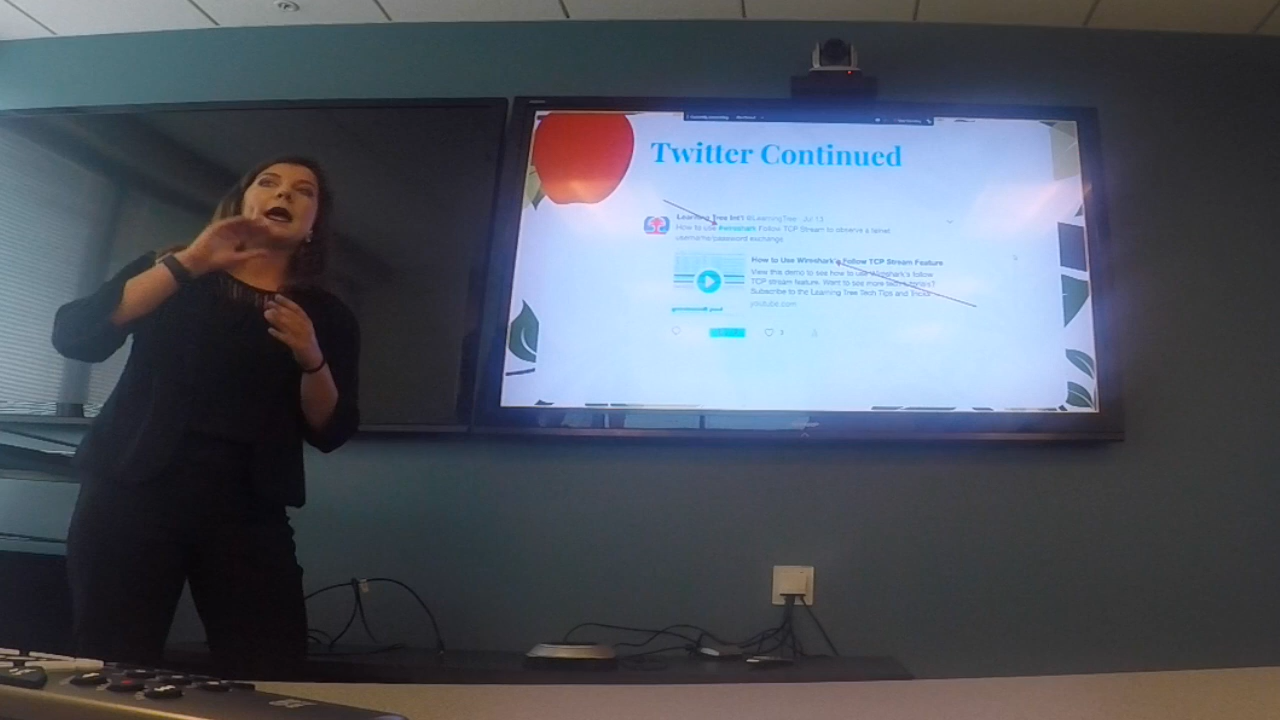 Twitter Continued
Learning Tree Int'l @LearningTree · Jul 13
How to use #wireshark Follow TCP Stream to observe a telnet
username/password exchange
How to Use Wireshark's Follow TCP Stream Feature
View this demo to see how to use Wireshark's follow
TCP stream feature. Want to see more tech tutorials?
Subscribe to the Learning Tree Tech Tips and Tricks
youtube.com
3